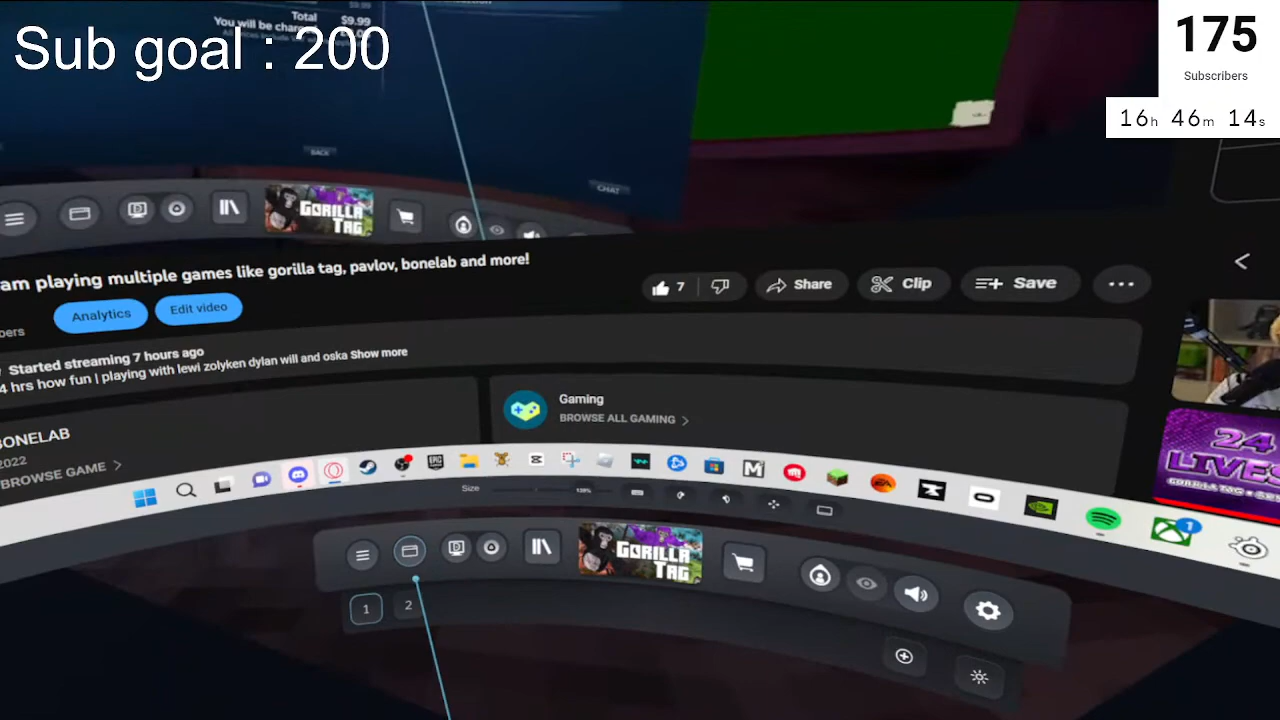 Total $9.99
You will be charg
Sub goal : 200
175
Subscribers
16h 46m 14s
BACK
CHAT
GORILLA
TAG
am playing multiple games like gorilla tag, pavlov, bonelab and more!
7
Share
Clip
Save
bers
Analytics
Edit video
Started streaming 7 hours ago
4 hrs how fun | playing with lewi zolyken dylan will and oska Show more
BONELAB
2022
BROWSE GAME
Gaming
BROWSE ALL GAMING
24
LIVES
EPIC
1
Size
GORILLA
TAG
1
2